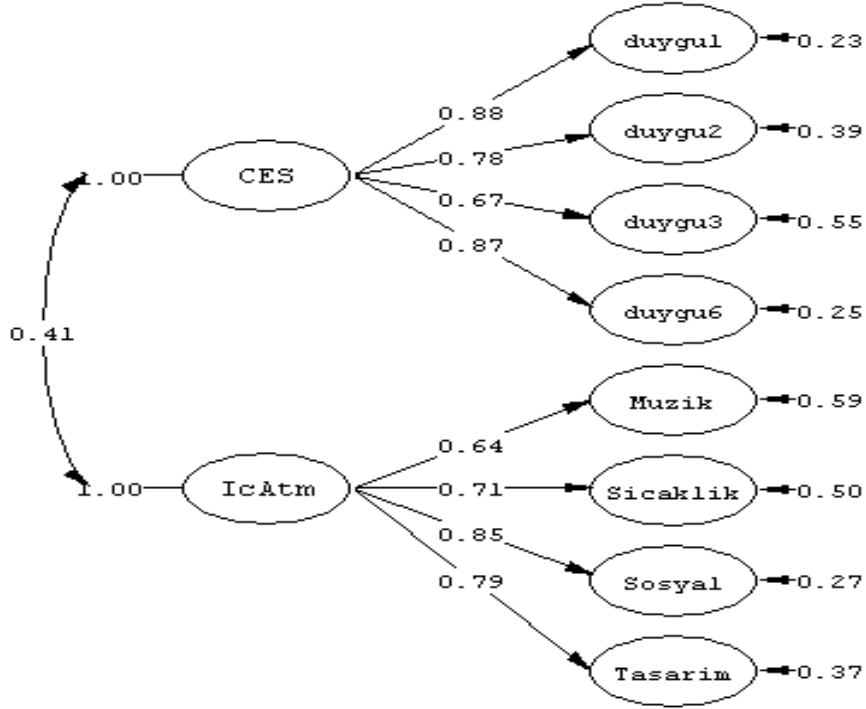 duygu1 0.23
0.88
duygu2 0.39
0.78
1.00 CES
0.67
duygu3 0.55
0.87
duygu6 0.25
0.41
Muzik 0.59
0.64
1.00 IcAtm
0.71
Sicaklik 0.50
0.85
Sosyal 0.27
0.79
Tasarim 0.37